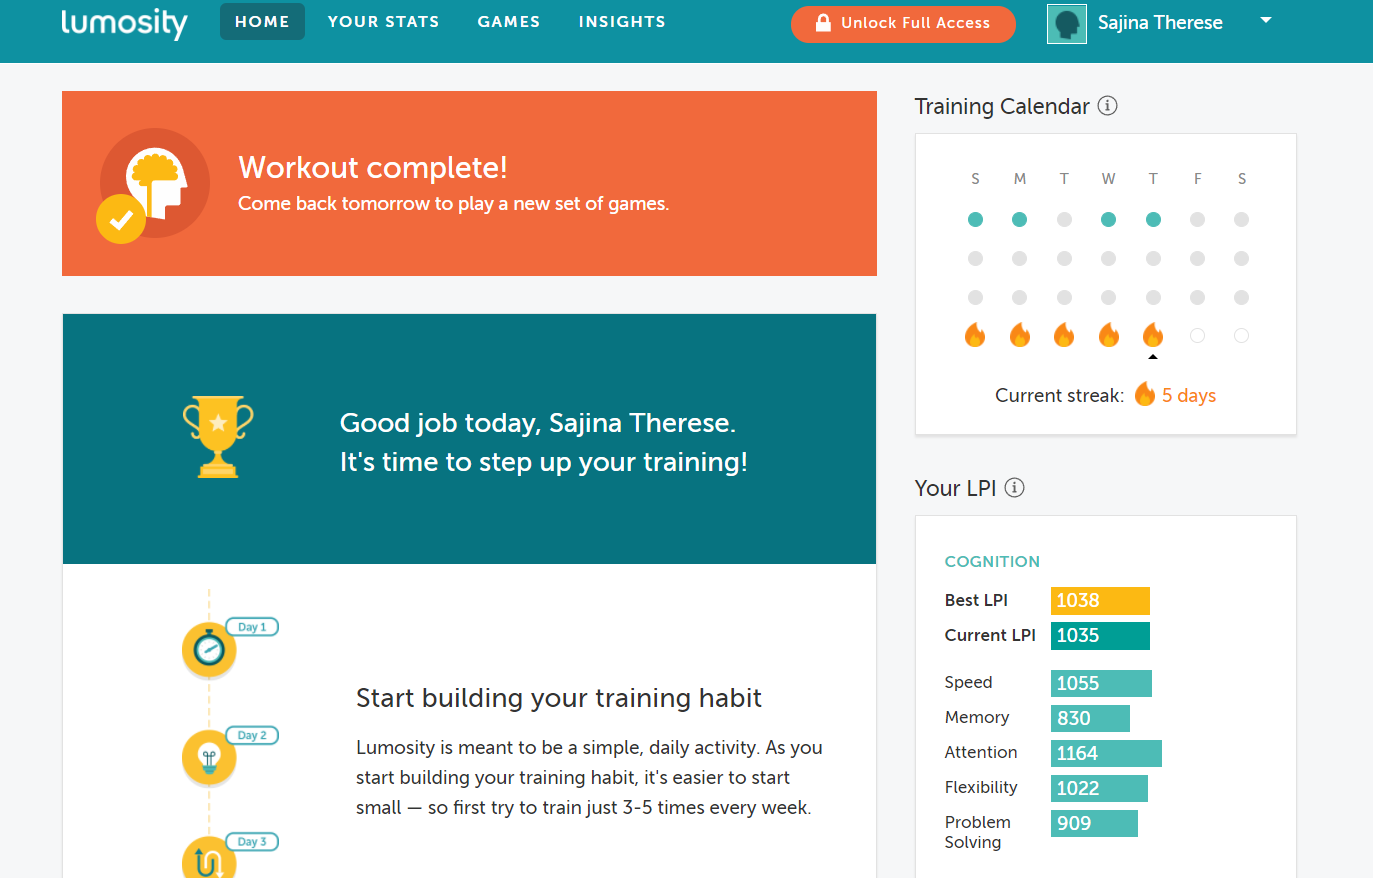 lumosity
HOME
YOUR STATS
GAMES
INSIGHTS
Unlock Full Access
Sajina Therese
Workout complete!
Come back tomorrow to play a new set of games.
Good job today, Sajina Therese.
It's time to step up your training!
Day 1
Day 2
Day 3
Start building your training habit
Lumosity is meant to be a simple, daily activity. As you
start building your training habit, it's easier to start
small — so first try to train just 3-5 times every week.
Training Calendar
S M T W T F S
Current streak: 5 days
Your LPI
COGNITION
Best LPI 1038
Current LPI 1035
Speed 1055
Memory 830
Attention 1164
Flexibility 1022
Problem 909
Solving